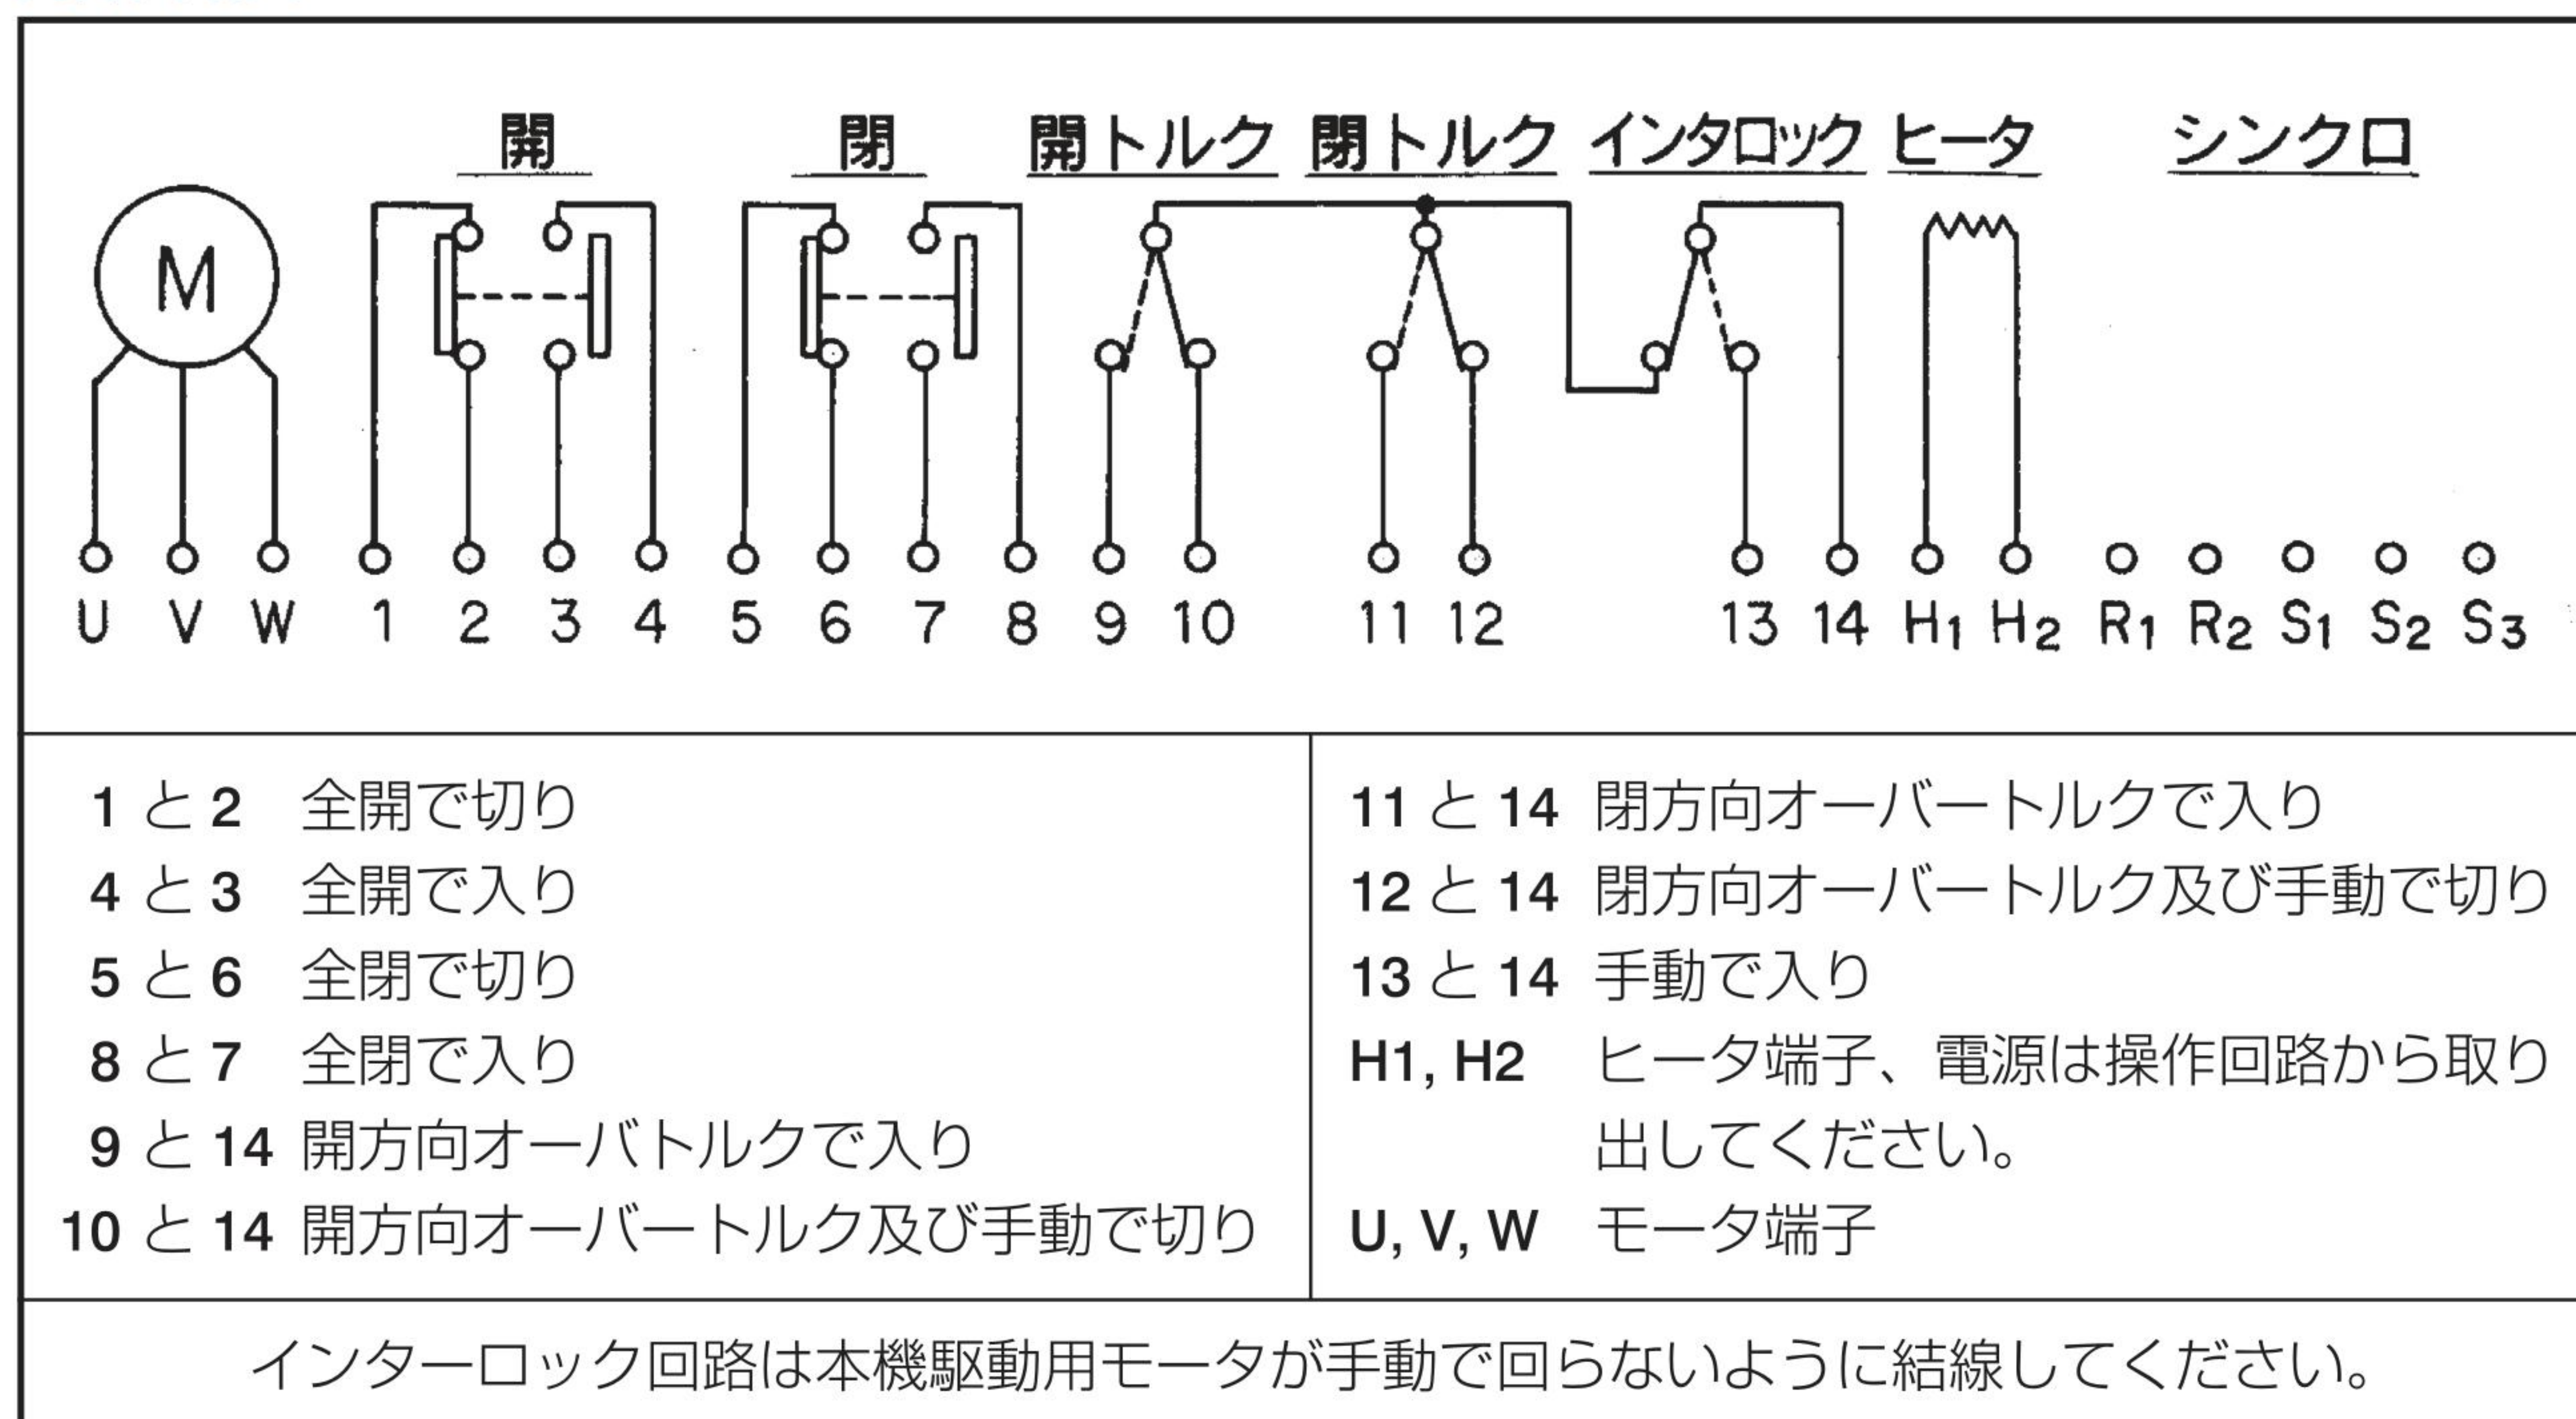 開 閉 開トルク 閉トルク インタロック ヒータ シンクロ
M
U V W 1 2 3 4 5 6 7 8 9 10 11 12 13 14 H1 H2 R1 R2 S1 S2 S3
1 と 2 全開で切り
4 と 3 全開で入り
5 と 6 全閉で切り
8 と 7 全閉で入り
9 と 14 開方向オーバトルクで入り
10 と 14 開方向オーバートルク及び手動で切り
11 と 14 閉方向オーバートルクで入り
12 と 14 閉方向オーバートルク及び手動で切り
13 と 14 手動で入り
H1, H2 ヒータ端子、電源は操作回路から取り
出してください。
U, V, W モータ端子
インターロック回路は本機駆動用モータが手動で回らないように結線してください。